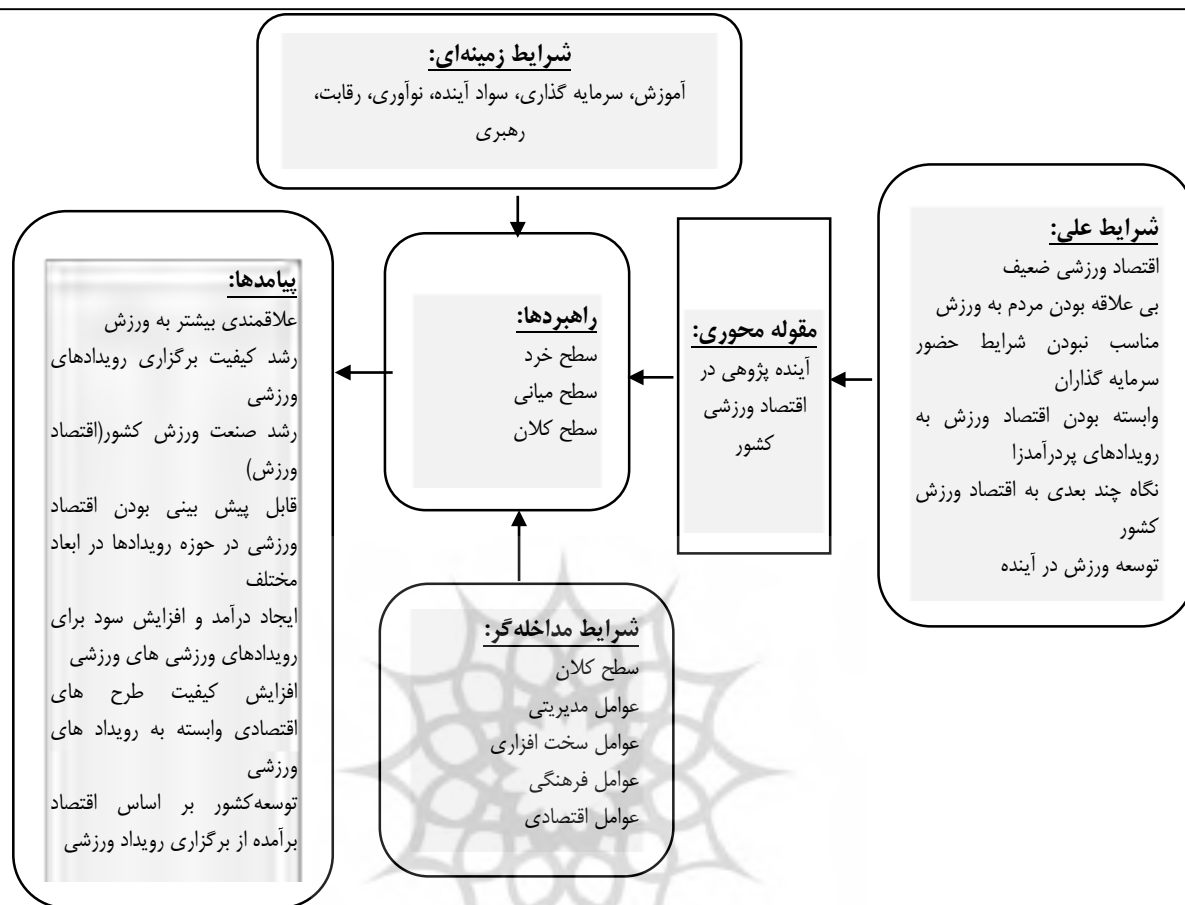 شرایط زمینه‌ای:
آموزش، سرمایه گذاری، سواد آینده، نوآوری، رقابت،
رهبری
شرایط علی:
اقتصاد ورزشی ضعیف
بی علاقه بودن مردم به ورزش
مناسب نبودن شرایط حضور
سرمایه گذاران
وابسته بودن اقتصاد ورزش به
رویدادهای پردرآمدزا
نگاه چند بعدی به اقتصاد ورزش
کشور
توسعه ورزش در آینده
مقوله محوری:
آینده پژوهی در
اقتصاد ورزشی
کشور
راهبردها:
سطح خرد
سطح میانی
سطح کلان
شرایط مداخله‌گر:
سطح کلان
عوامل مدیریتی
عوامل سخت افزاری
عوامل فرهنگی
عوامل اقتصادی
پیامدها:
علاقمندی بیشتر به ورزش
رشد کیفیت برگزاری رویدادهای
ورزشی
رشد صنعت ورزش کشور(اقتصاد
ورزش)
قابل پیش بینی بودن اقتصاد
ورزشی در حوزه رویدادها در ابعاد
مختلف
ایجاد درآمد و افزایش سود برای
رویدادهای ورزشی های ورزشی
افزایش کیفیت طرح های
اقتصادی وابسته به رویداد های
ورزشی
توسعه‌کشور بر اساس اقتصاد
برآمده از برگزاری رویداد ورزشی